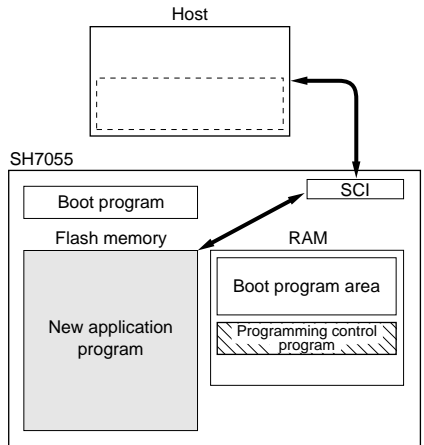 Host
SH7055
SCI
Boot program
Flash memory
RAM
Boot program area
New application
program
Programming control
program